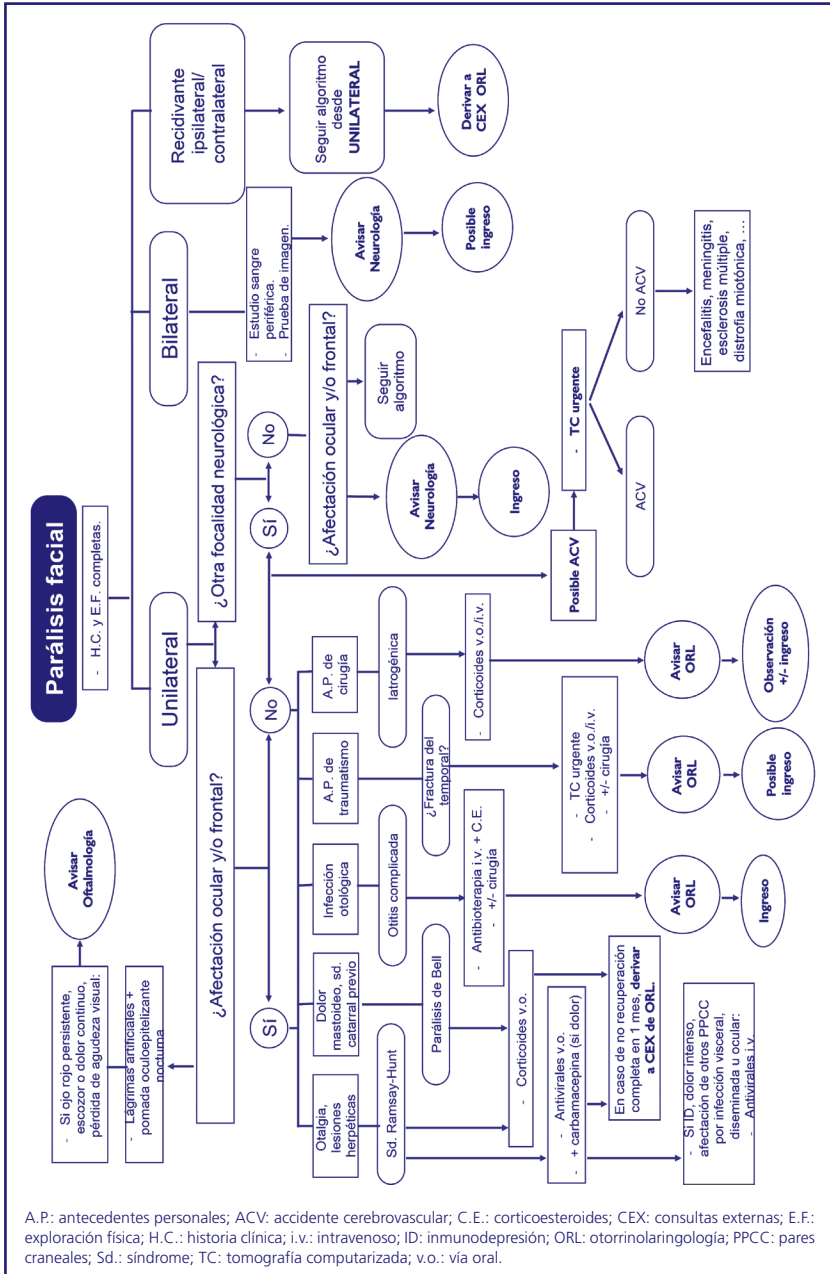 Parálisis facial
- H.C. y E.F. completas.
Unilateral
Bilateral
Recidivante
ipsilateral/
contralateral
Seguir algoritmo
desde
UNILATERAL
Derivar a
CEX ORL
- Estudio sangre
periférica.
- Prueba de imagen.
Avisar
Neurología
Posible
ingreso
¿Otra focalidad neurológica?
Sí
No
¿Afectación ocular y/o frontal?
Seguir
algoritmo
Avisar
Neurología
Ingreso
Posible ACV
- TC urgente
ACV
No ACV
Encefalitis, meningitis,
esclerosis múltiple,
distrofia miotónica, ...
¿Afectación ocular y/o frontal?
- Lágrimas artificiales +
pomada oculoepitelizante
nocturna
- Si ojo rojo persistente,
escozor o dolor continuo,
pérdida de agudeza visual:
Avisar
Oftalmología
Sí
No
Otalgia,
lesiones
herpéticas
Dolor
mastoideo, sd.
catarral previo
Infección
otológica
A.P. de
traumatismo
A.P. de
cirugía
Sd. Ramsay-Hunt
Parálisis de Bell
Otitis complicada
¿Fractura del
temporal?
Iatrogénica
- Corticoides v.o.
- Antivirales v.o.
- + carbamacepina (si dolor)
En caso de no recuperación
completa en 1 mes, derivar
a CEX de ORL.
- Si ID, dolor intenso,
afectación de otros PPCC
por infección visceral,
diseminada u ocular:
- Antivirales i.v.
- Antibioterapia i.v. + C.E.
- +/- cirugía
Avisar
ORL
Ingreso
- TC urgente
- Corticoides v.o./i.v.
- +/- cirugía
Avisar
ORL
Posible
ingreso
- Corticoides v.o./i.v.
Avisar
ORL
Observación
+/- ingreso
A.P.: antecedentes personales; ACV: accidente cerebrovascular; C.E.: corticoesteroides; CEX: consultas externas; E.F.:
exploración física; H.C.: historia clínica; i.v.: intravenoso; ID: inmunodepresión; ORL: otorrinolaringología; PPCC: pares
craneales; Sd.: síndrome; TC: tomografía computarizada; v.o.: vía oral.